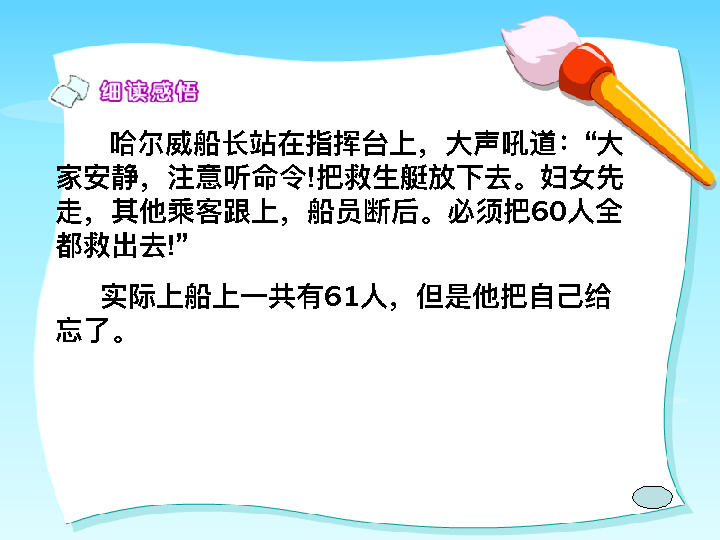 细读感悟
哈尔威船长站在指挥台上，大声吼道：“大
家安静，注意听命令!把救生艇放下去。妇女先
走，其他乘客跟上，船员断后。必须把60人全
都救出去!”
实际上船上一共有61人，但是他把自己给
忘了。